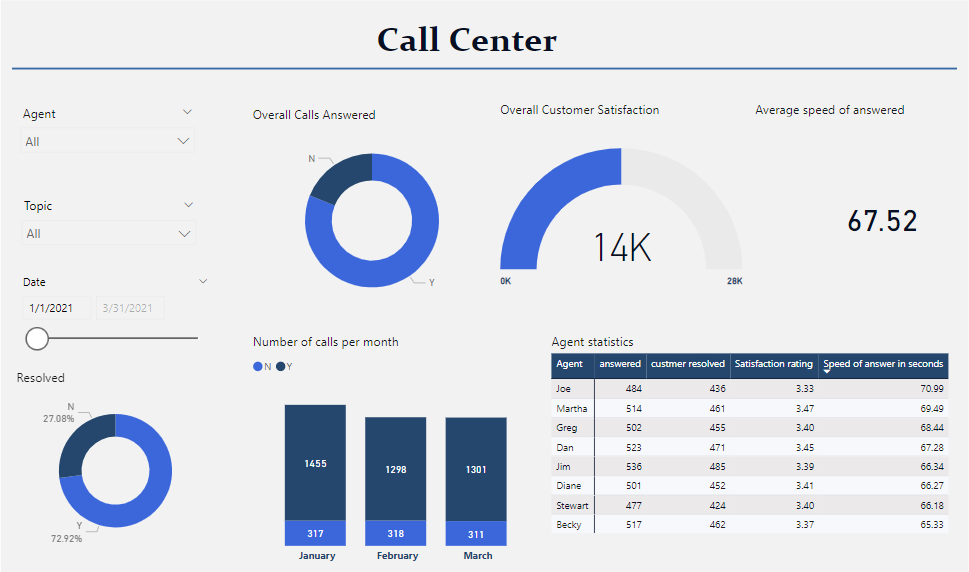 Call Center
Agent
All
Topic
All
Date
1/1/2021 3/31/2021
Resolved
N
27.08%
Y
72.92%
Overall Calls Answered
N
Y
Overall Customer Satisfaction
14K
0K 28K
Average speed of answered
67.52
Number of calls per month
N Y
1455 1298 1301
317 318 311
January February March
Agent statistics
Agent answered custmer resolved Satisfaction rating Speed of answer in seconds
Joe 484 436 3.33 70.99
Martha 514 461 3.47 69.49
Greg 502 455 3.40 68.44
Dan 523 471 3.45 67.28
Jim 536 485 3.39 66.34
Diane 501 452 3.41 66.27
Stewart 477 424 3.40 66.18
Becky 517 462 3.37 65.33